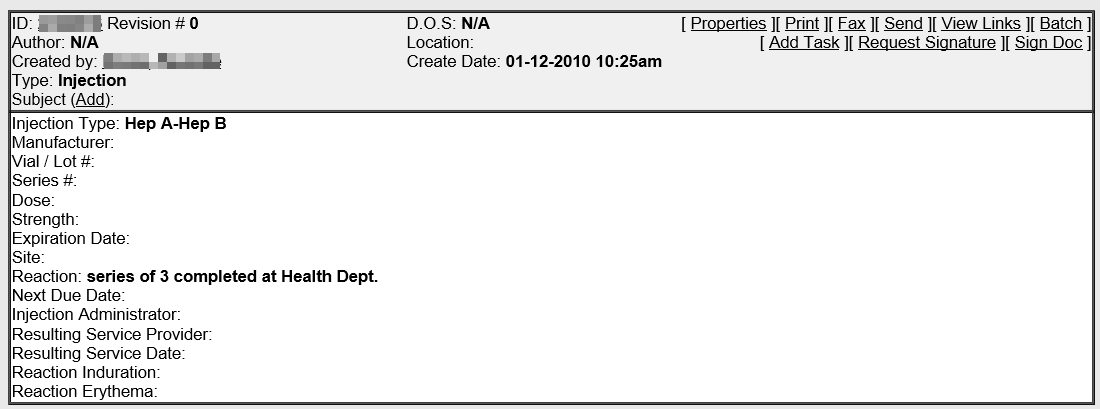 ID: Revision # 0 D.O.S: N/A [ Properties ][ Print ][ Fax ][ Send ][ View Links ][ Batch ]
Author: N/A Location: [ Add Task ][ Request Signature ][ Sign Doc ]
Created by: Create Date: 01-12-2010 10:25am
Type: Injection
Subject (Add):
Injection Type: Hep A-Hep B
Manufacturer:
Vial / Lot #:
Series #:
Dose:
Strength:
Expiration Date:
Site:
Reaction: series of 3 completed at Health Dept.
Next Due Date:
Injection Administrator:
Resulting Service Provider:
Resulting Service Date:
Reaction Induration:
Reaction Erythema: